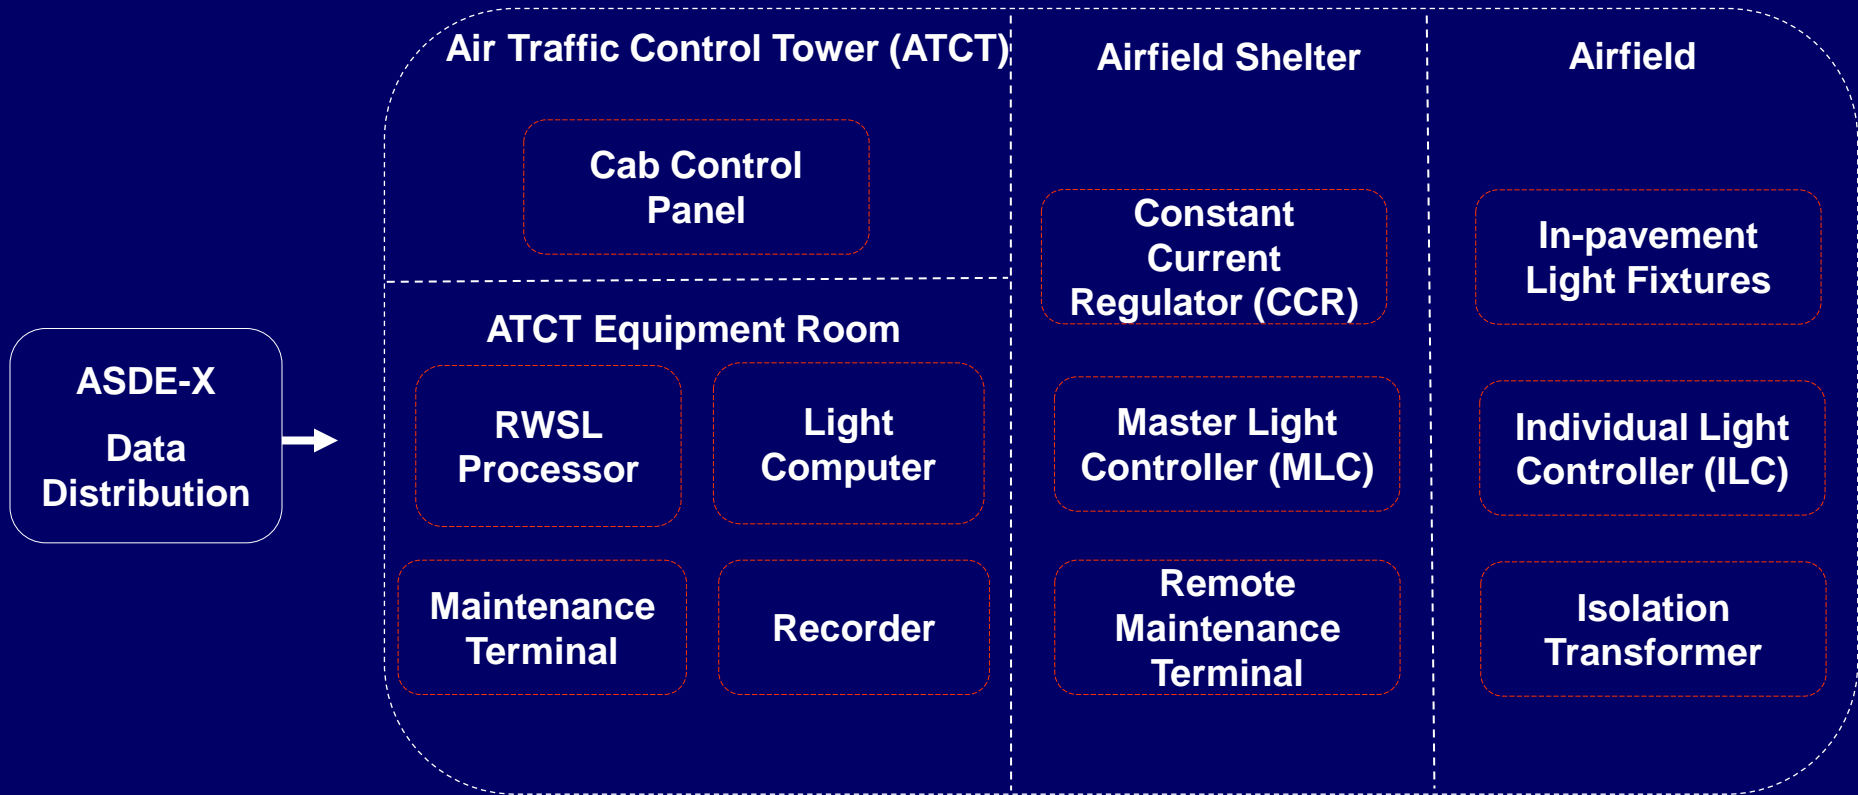 ASDE-X
Data
Distribution
Air Traffic Control Tower (ATCT)
Cab Control
Panel
ATCT Equipment Room
RWSL
Processor
Light
Computer
Maintenance
Terminal
Recorder
Airfield Shelter
Constant
Current
Regulator (CCR)
Master Light
Controller (MLC)
Remote
Maintenance
Terminal
Airfield
In-pavement
Light Fixtures
Individual Light
Controller (ILC)
Isolation
Transformer